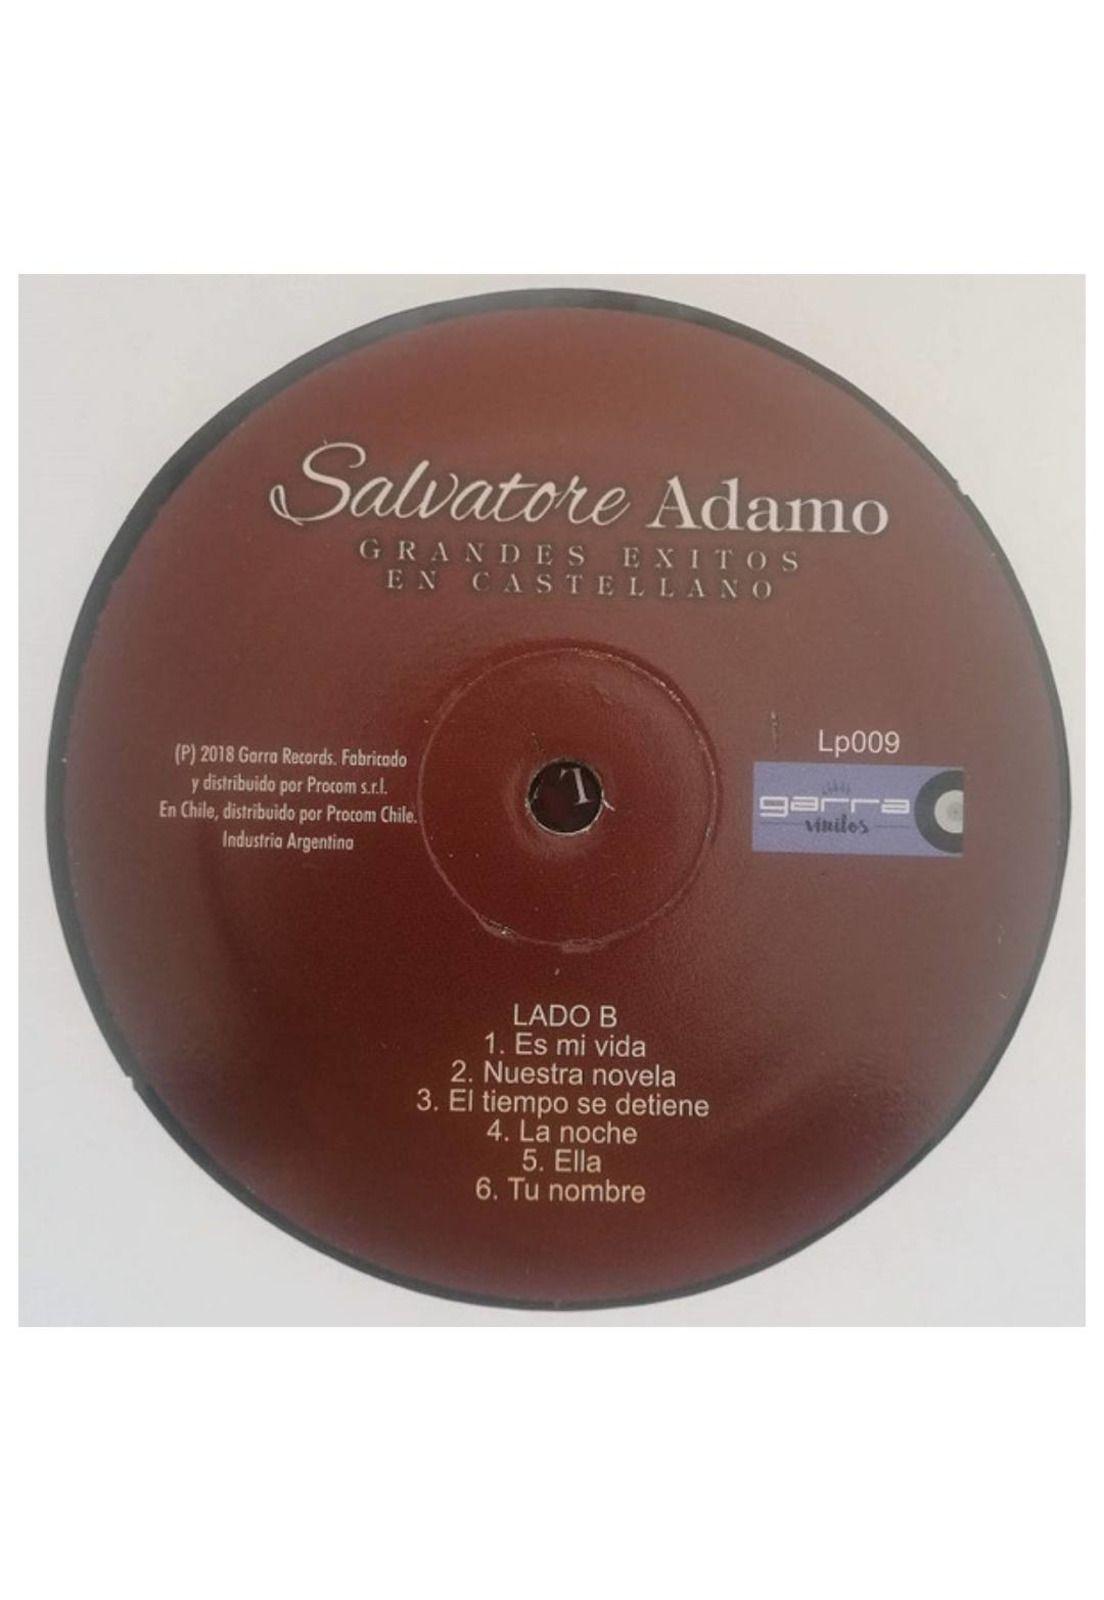 Salvatore Adamo
GRANDES EXITOS
EN CASTELLANO
(P) 2018 Garra Records. Fabricado
y distribuido por Procom s.r.l.
En Chile, distribuido por Procom Chile.
Industria Argentina
Lp009
garra
vinilos
LADO B
1. Es mi vida
2. Nuestra novela
3. El tiempo se detiene
4. La noche
5. Ella
6. Tu nombre